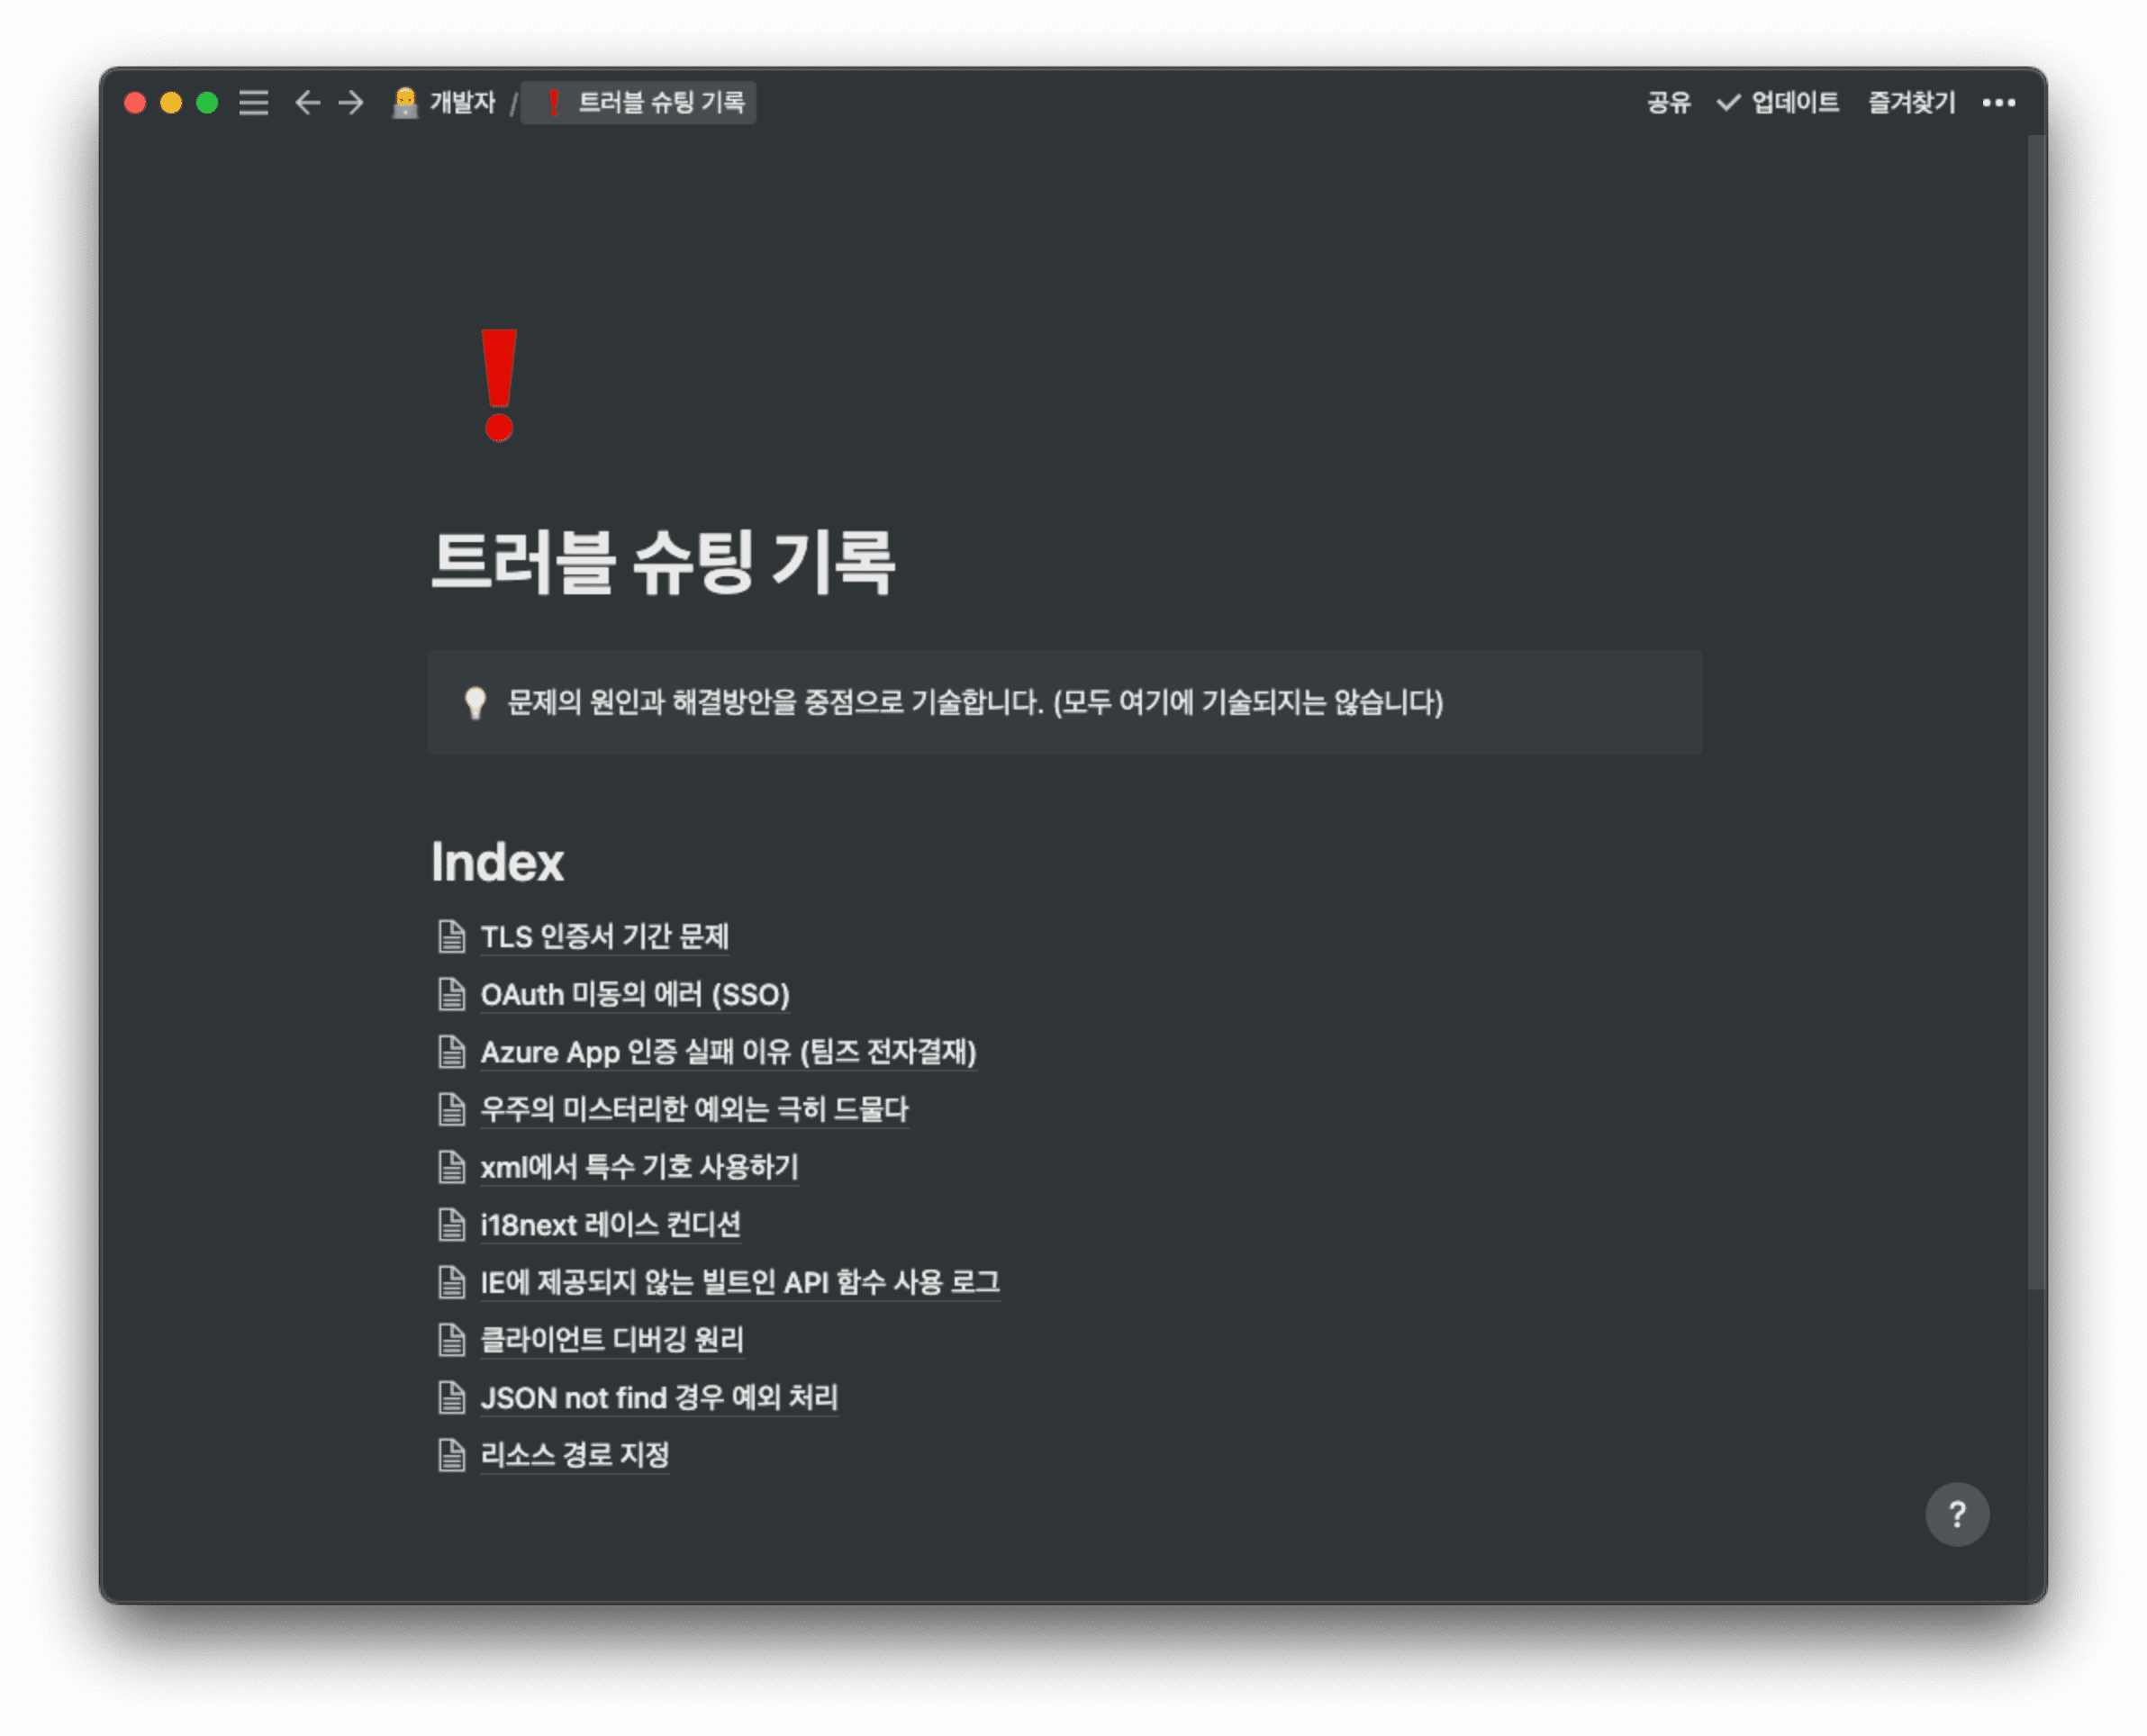 개발자 / ❗ 트러블 슈팅 기록 공유 ✓ 업데이트 즐겨찾기 •••
트러블 슈팅 기록
문제의 원인과 해결방안을 중점으로 기술합니다. (모두 여기에 기술되지는 않습니다)
Index
TLS 인증서 기간 문제
OAuth 미동의 에러 (SSO)
Azure App 인증 실패 이유 (팀즈 전자결재)
우주의 미스터리한 예외는 극히 드물다
xml에서 특수 기호 사용하기
i18next 레이스 컨디션
IE에 제공되지 않는 빌트인 API 함수 사용 로그
클라이언트 디버깅 원리
JSON not find 경우 예외 처리
리소스 경로 지정
?